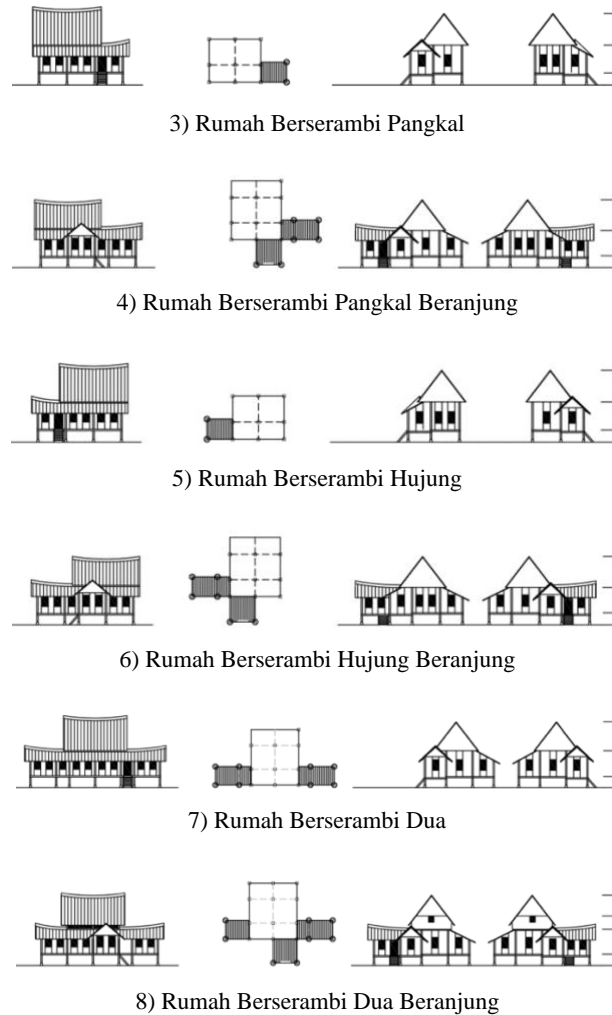 3) Rumah Berserambi Pangkal
4) Rumah Berserambi Pangkal Beranjung
5) Rumah Berserambi Hujung
6) Rumah Berserambi Hujung Beranjung
7) Rumah Berserambi Dua
8) Rumah Berserambi Dua Beranjung